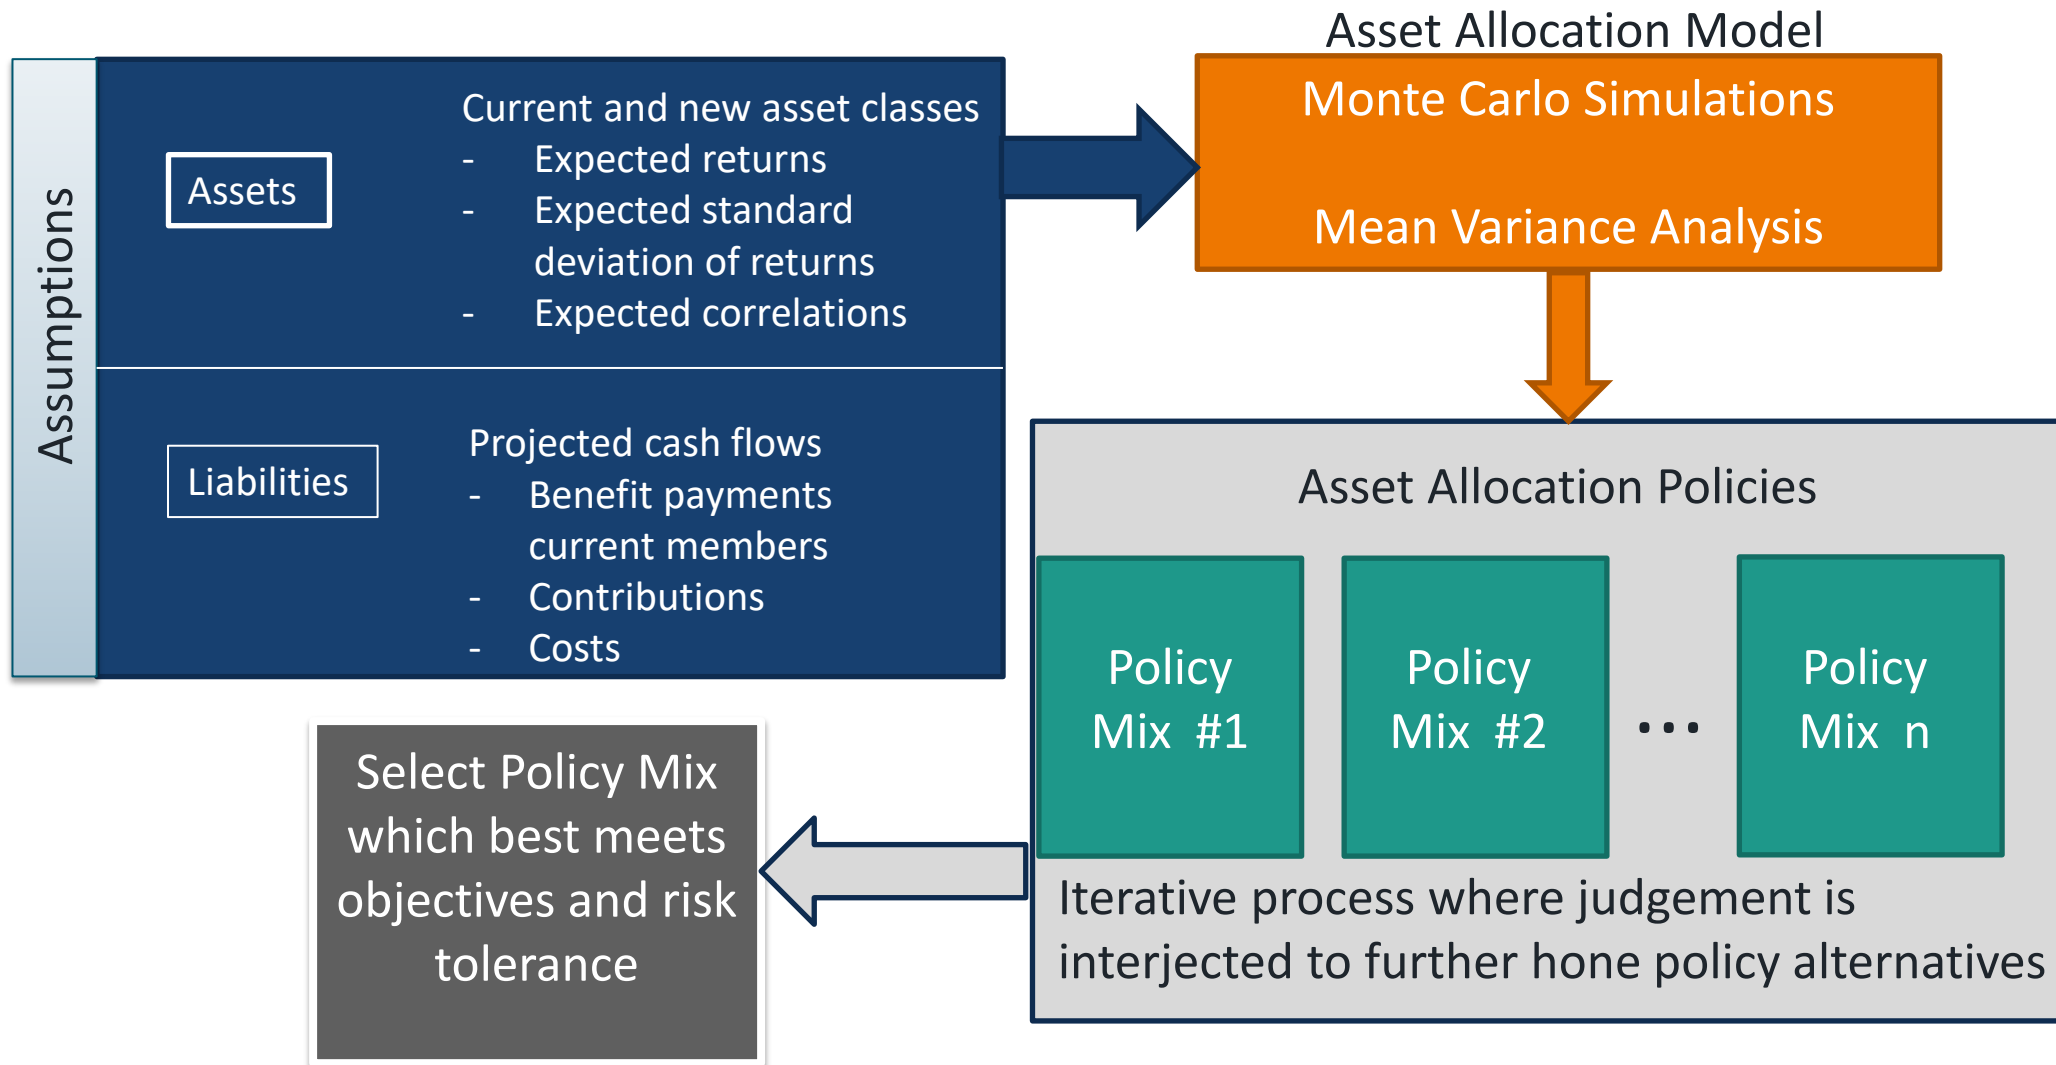 Assumptions
Assets
Current and new asset classes
- Expected returns
- Expected standard
deviation of returns
- Expected correlations
Liabilities
Projected cash flows
- Benefit payments
current members
- Contributions
- Costs
Asset Allocation Model
Monte Carlo Simulations
Mean Variance Analysis
Asset Allocation Policies
Policy
Mix #1
Policy
Mix #2
...
Policy
Mix n
Iterative process where judgement is
interjected to further hone policy alternatives
Select Policy Mix
which best meets
objectives and risk
tolerance